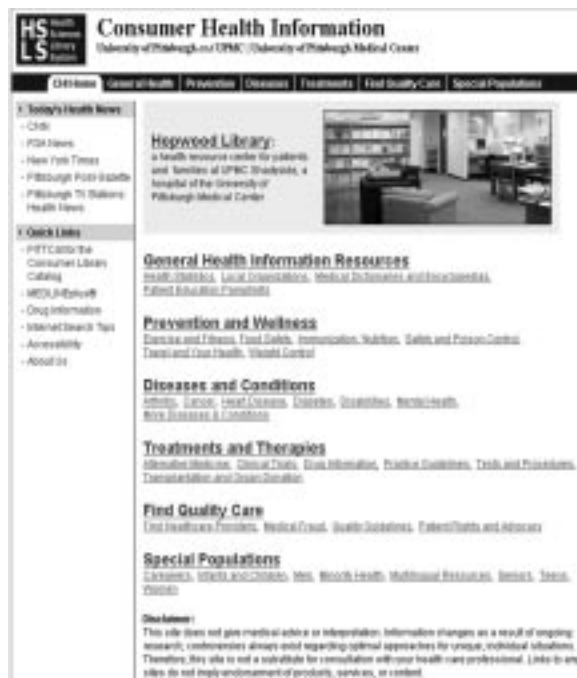 HS Health Sciences
LS Library System
Consumer Health Information
University of Pittsburgh and UPMC | University of Pittsburgh Medical Center
CHI Home General Health Prevention Diseases Treatments Find Quality Care Special Populations
Today's Health News
- CNN
- FOX News
- New York Times
- Pittsburgh Post-Gazette
- Pittsburgh TV Stations
Health News
Quick Links
- PITTCat for the
Consumer Library
Catalog
- MEDLINEplus®
- Drug Information
- Internet Search Tips
- Accessibility
- About Us
Hopwood Library:
a health resource center for patients
and families at UPMC Shadyside, a
hospital of the University of
Pittsburgh Medical Center
General Health Information Resources
Health Statistics, Local Organizations, Medical Dictionaries and Encyclopedias,
Patient Education Pamphlets
Prevention and Wellness
Exercise and Fitness, Food Safety, Immunization, Nutrition, Safety and Poison Control,
Travel and Your Health, Weight Control
Diseases and Conditions
Arthritis, Cancer, Heart Disease, Diabetes, Disabilities, Mental Health,
More Diseases & Conditions
Treatments and Therapies
Alternative Medicine, Clinical Trials, Drug Information, Practice Guidelines, Tests and Procedures,
Transplantation and Organ Donation
Find Quality Care
Find Healthcare Providers, Medical Fraud, Quality Guidelines, Patient Rights and Advocacy
Special Populations
Caregivers, Infants and Children, Men, Minority Health, Multilingual Resources, Seniors, Teens,
Women
Disclaimer:
This site does not give medical advice or interpretation. Information changes as a result of ongoing
research; controversies always exist regarding optimal approaches for unique, individual situations.
Therefore, this site is not a substitute for consultation with your health care professional. Links to any
sites do not imply endorsement of products, services, or content.